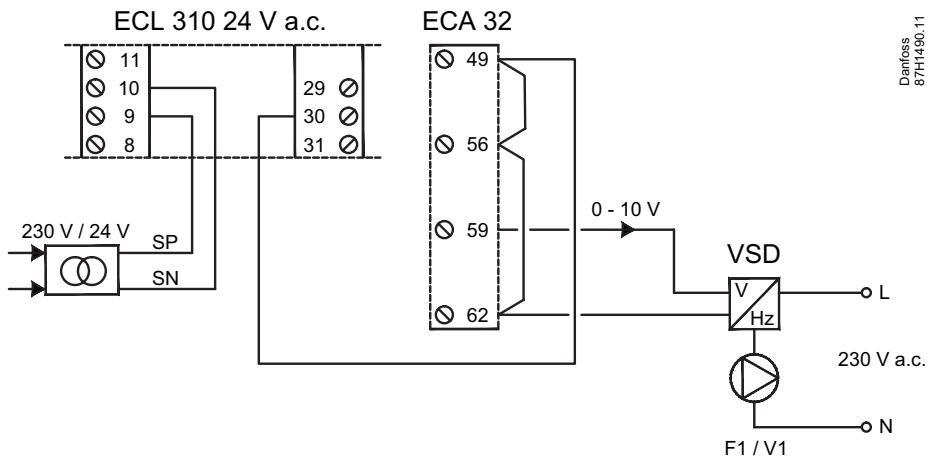 ECL 310 24 V a.c.
ECA 32
Danfoss
87H1490.11
11
10
9
8
29
30
31
49
56
59
62
230 V / 24 V
SP
SN
0 - 10 V
VSD
V
Hz
L
230 V a.c.
N
F1 / V1